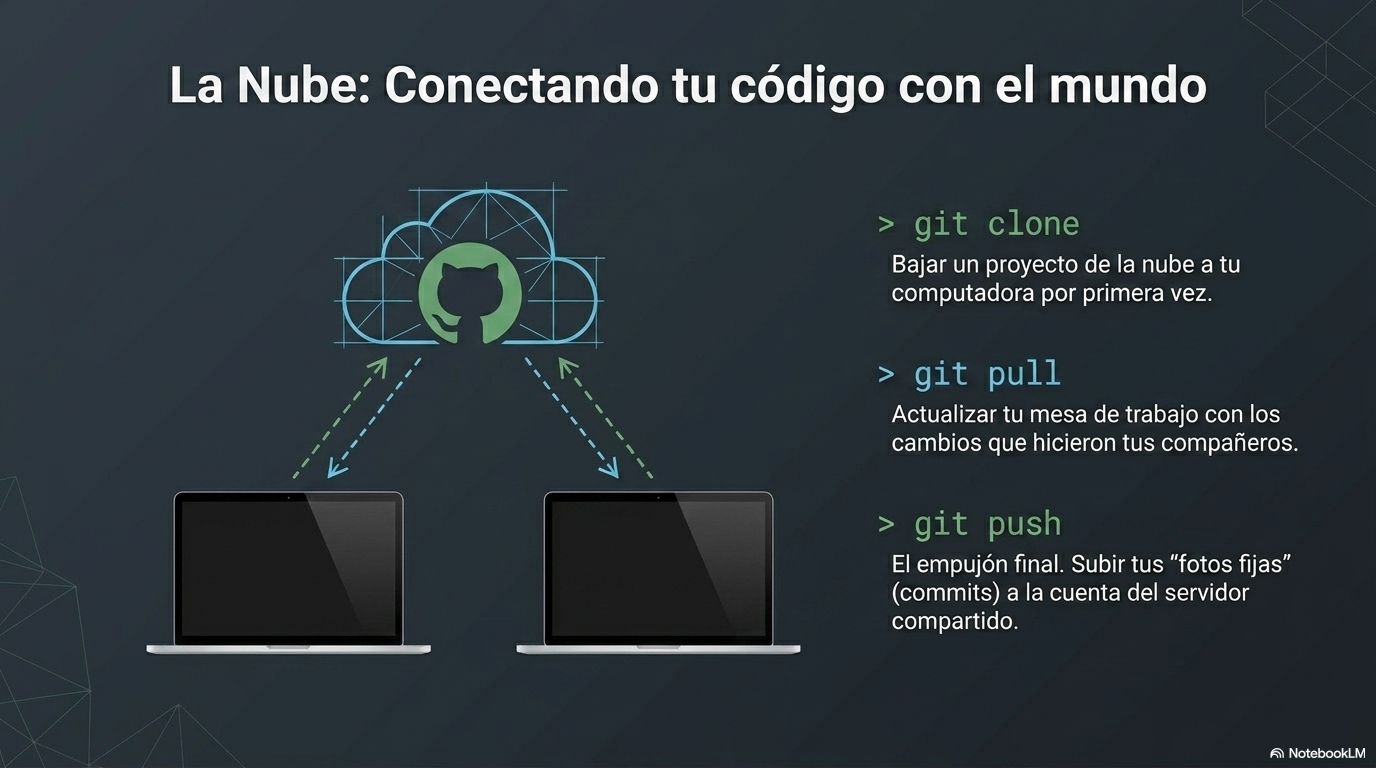 La Nube: Conectando tu código con el mundo
> git clone
Bajar un proyecto de la nube a tu
computadora por primera vez.
> git pull
Actualizar tu mesa de trabajo con los
cambios que hicieron tus compañeros.
> git push
El empujón final. Subir tus “fotos fijas”
(commits) a la cuenta del servidor
compartido.
NotebookLM